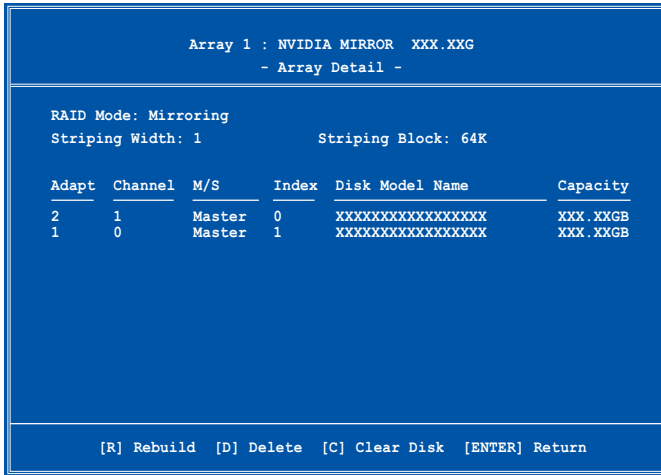 Array 1 : NVIDIA MIRROR XXX.XXG
- Array Detail -
RAID Mode: Mirroring
Striping Width: 1 Striping Block: 64K
Adapt Channel M/S Index Disk Model Name Capacity
2 1 Master 0 XXXXXXXXXXXXXXXXX XXX.XXGB
1 0 Master 1 XXXXXXXXXXXXXXXXX XXX.XXGB
[R] Rebuild [D] Delete [C] Clear Disk [ENTER] Return